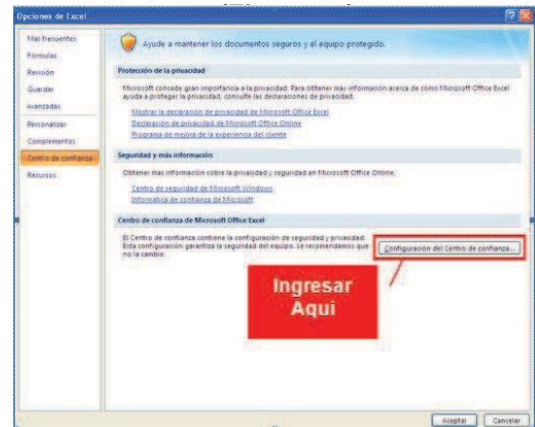 Opciones de Excel
Más frecuentes
Fórmulas
Revisión
Guardar
Avanzadas
Personalizar
Complementos
Centro de confianza
Recursos
Ayude a mantener los documentos seguros y el equipo protegido.
Protección de la privacidad
Microsoft concede gran importancia a la privacidad. Para obtener más información acerca de cómo Microsoft Office Excel
ayuda a proteger la privacidad, consulte las declaraciones de privacidad.
Mostrar la declaración de privacidad de Microsoft Office Excel
Declaración de privacidad de Microsoft Office Online
Programa de mejora de la experiencia del cliente
Seguridad y más información
Obtener más información sobre la privacidad y seguridad en Microsoft Office Online.
Centro de seguridad de Microsoft Windows
Informática de confianza de Microsoft
Centro de confianza de Microsoft Office Excel
El Centro de confianza contiene la configuración de seguridad y privacidad.
Esta configuración garantiza la seguridad del equipo. Le recomendamos que
no la cambie.
Configuración del Centro de confianza...
Ingresar
Aqui
Aceptar
Cancelar